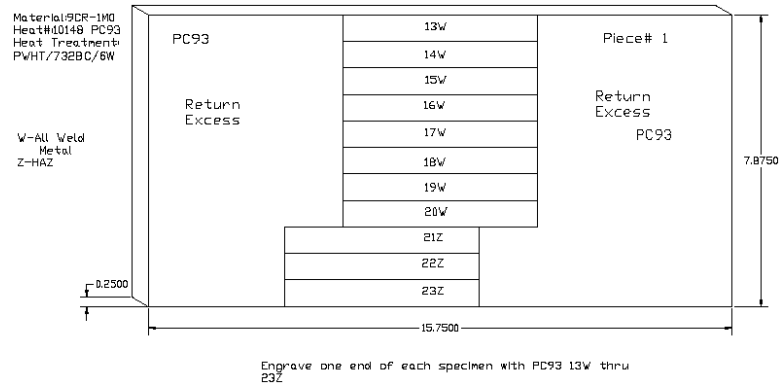 Material:9CR-1MO
Heat#10148 PC93
Heat Treatment:
PWHT/732BC/6W
W-All Weld
Metal
Z-HAZ
PC93
Return
Excess
13W
14W
15W
16W
17W
18W
19W
20W
21Z
22Z
23Z
Piece# 1
Return
Excess
PC93
7.8750
0.2500
15.7500
Engrave one end of each specimen with PC93 13W thru
23Z